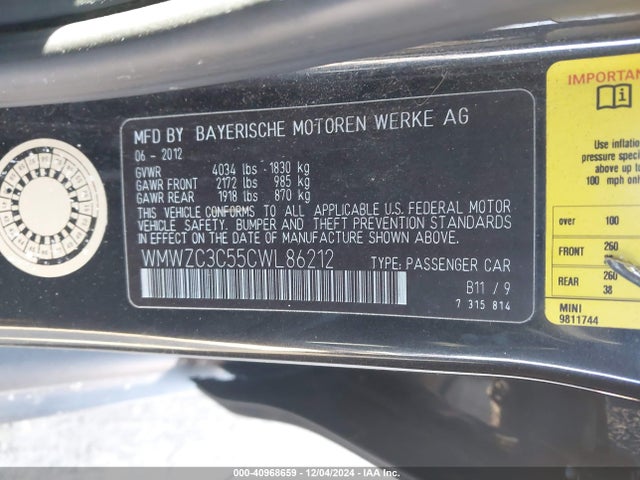 MFD BY BAYERISCHE MOTOREN WERKE AG
06 - 2012
GVWR 4034 lbs - 1830 kg
GAWR FRONT 2172 lbs 985 kg
GAWR REAR 1918 lbs 870 kg
THIS VEHICLE CONFORMS TO ALL APPLICABLE U.S. FEDERAL MOTOR
VEHICLE SAFETY, BUMPER AND THEFT PREVENTION STANDARDS
IN EFFECT ON THE DATE OF MANUFACTURE SHOWN ABOVE.
WMWZC3C55CWL86212 TYPE: PASSENGER CAR
B11 / 9
7 315 814
IMPORTAN
Use inflation
pressure speci
above up to
100 mph only
over 100
FRONT 260
REAR 260
38
MINI
9811744
000-40968659 - 12/04/2024 - IAA Inc.